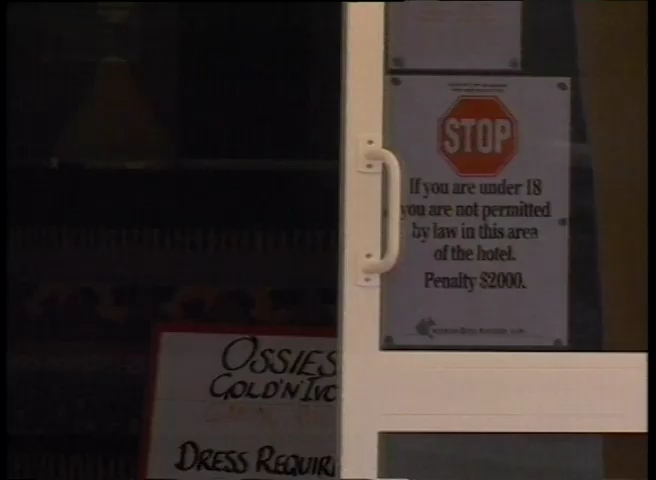 STOP
If you are under 18
you are not permitted
by law in this area
of the hotel.
Penalty $2000.
OSSIES
GOLD'N'IVO
DRESS REQUIR